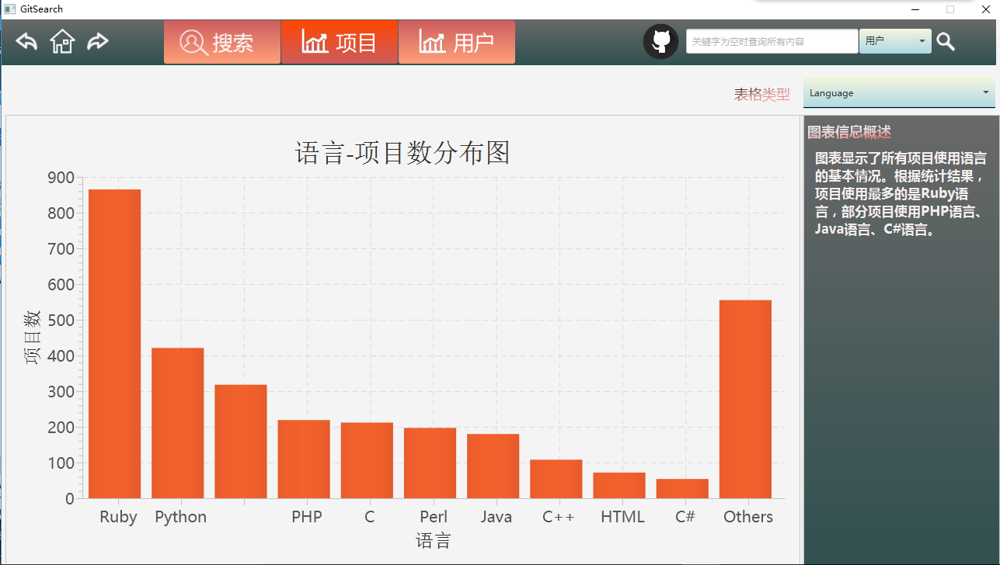 GitSearch
搜索
项目
用户
关键字为空时查询所有内容
用户
表格类型
Language
语言-项目数分布图
900
800
700
600
500
400
300
200
100
0
项目数
Ruby Python PHP C Perl Java C++ HTML C# Others
语言
图表信息概述
图表显示了所有项目使用语言
的基本情况。根据统计结果，
项目使用最多的是Ruby语
言，部分项目使用PHP语言、
Java语言、C#语言。